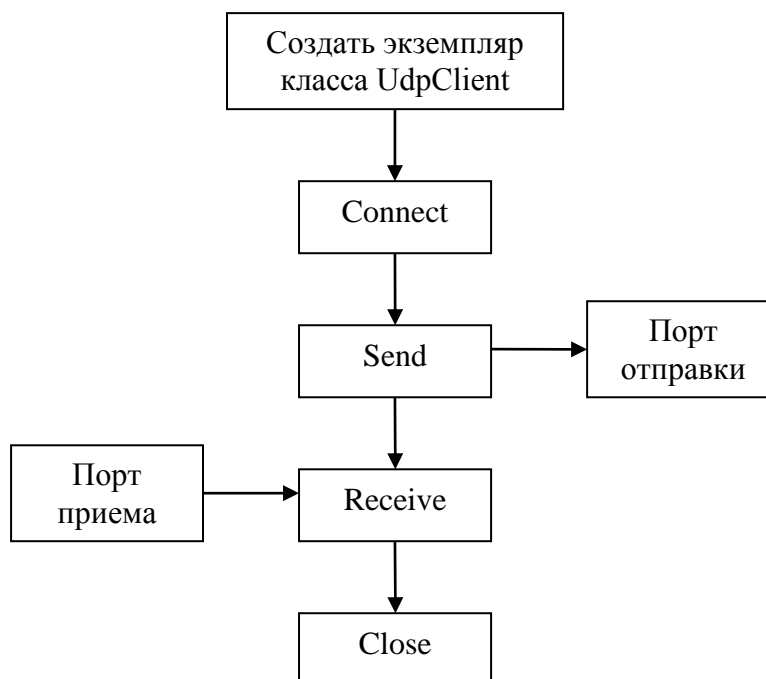 Создать экземпляр
класса UdpClient
Connect
Send
Порт
отправки
Порт
приема
Receive
Close